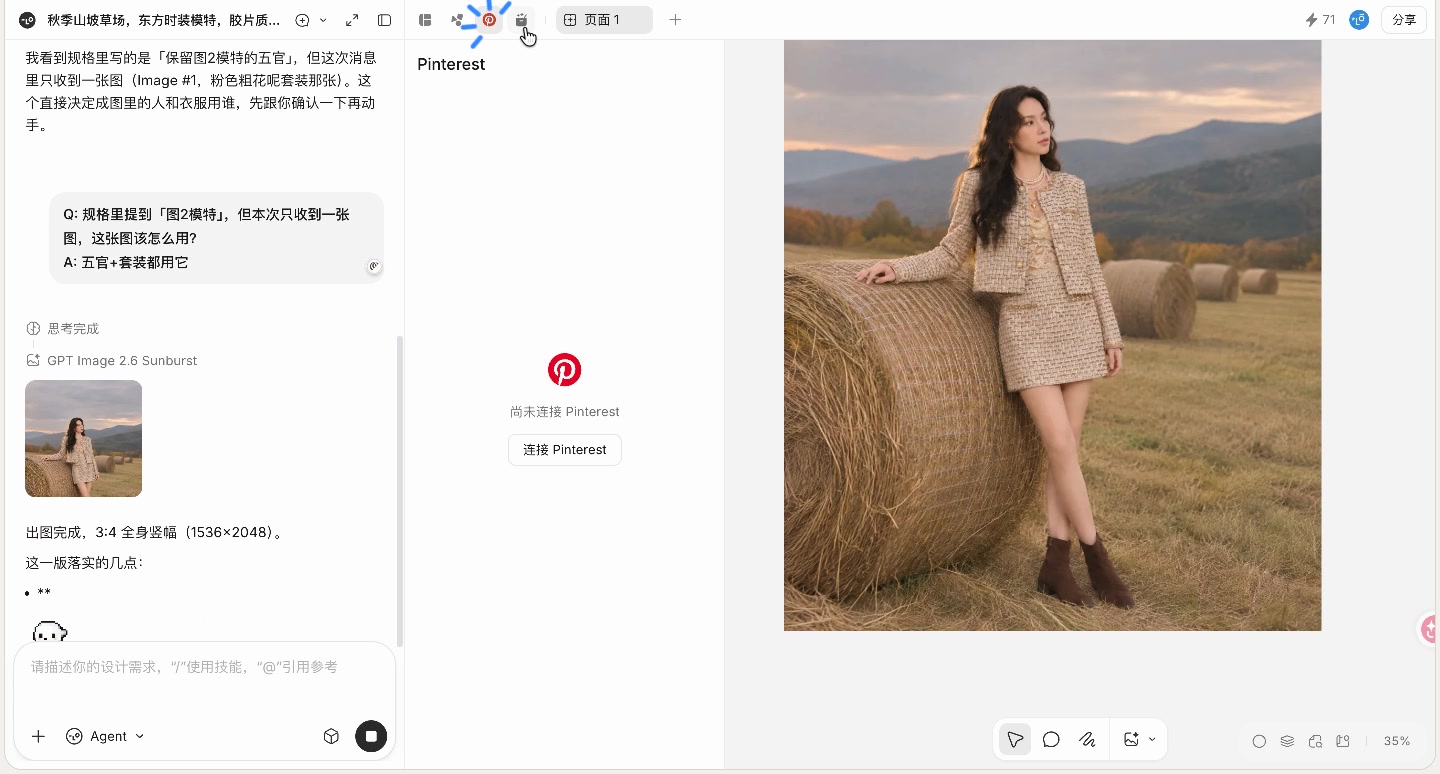 秋季山坡草场，东方时装模特，胶片质...
页面 1
71
分享
我看到规格里写的是「保留图2模特的五官」，但这次消息
里只收到一张图（Image #1，粉色粗花呢套装那张）。这
个直接决定成图里的人和衣服用谁，先跟你确认一下再动
手。
Q: 规格里提到「图2模特」，但本次只收到一张
图，这张图该怎么用？
A: 五官+套装都用它
思考完成
GPT Image 2.6 Sunburst
出图完成，3:4 全身竖幅（1536×2048）。
这一版落实的几点：
• **
请描述你的设计需求，“/”使用技能，“@”引用参考
Agent
Pinterest
尚未连接 Pinterest
连接 Pinterest
35%